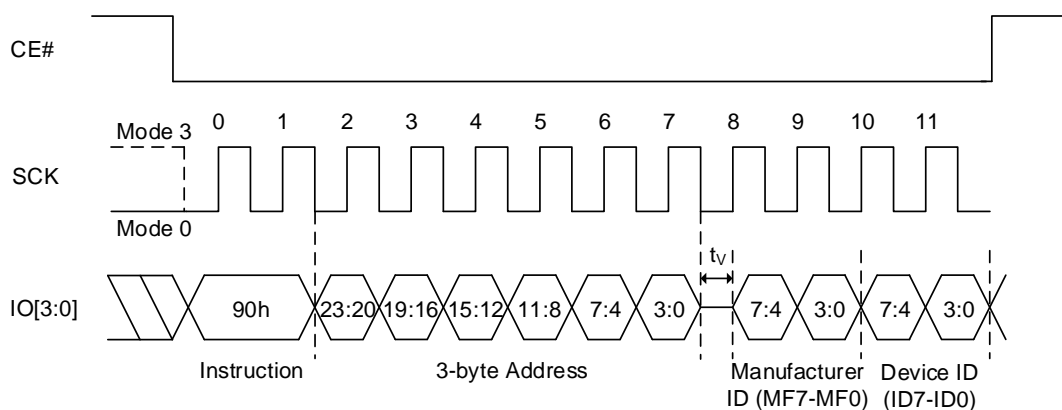 CE#
0 1 2 3 4 5 6 7 8 9 10 11
Mode 3
SCK
Mode 0
tV
IO[3:0]
90h 23:20 19:16 15:12 11:8 7:4 3:0 7:4 3:0 7:4 3:0
Instruction 3-byte Address Manufacturer Device ID
ID (MF7-MF0) (ID7-ID0)